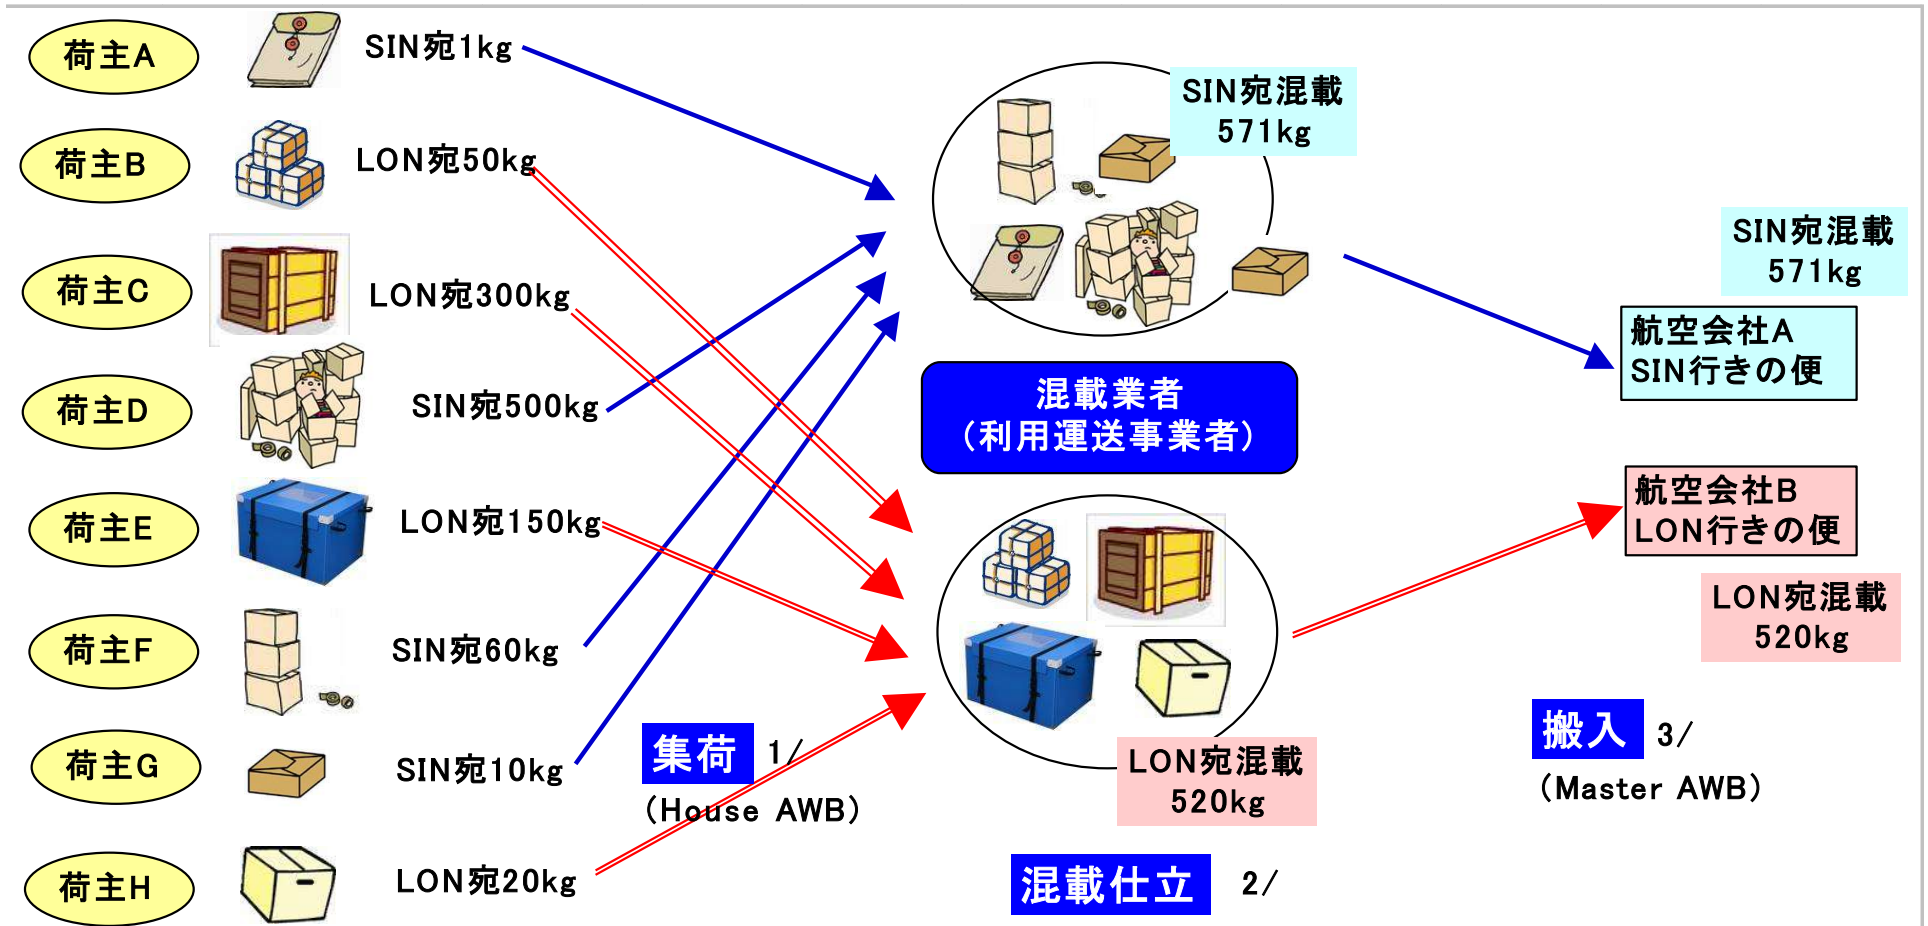 荷主A
SIN宛1kg
荷主B
LON宛50kg
荷主C
LON宛300kg
荷主D
SIN宛500kg
荷主E
LON宛150kg
荷主F
SIN宛60kg
荷主G
SIN宛10kg
荷主H
LON宛20kg
集荷 1/
（House AWB）
SIN宛混載
571kg
混載業者
（利用運送事業者）
LON宛混載
520kg
混載仕立 2/
SIN宛混載
571kg
航空会社A
SIN行きの便
航空会社B
LON行きの便
LON宛混載
520kg
搬入 3/
（Master AWB）